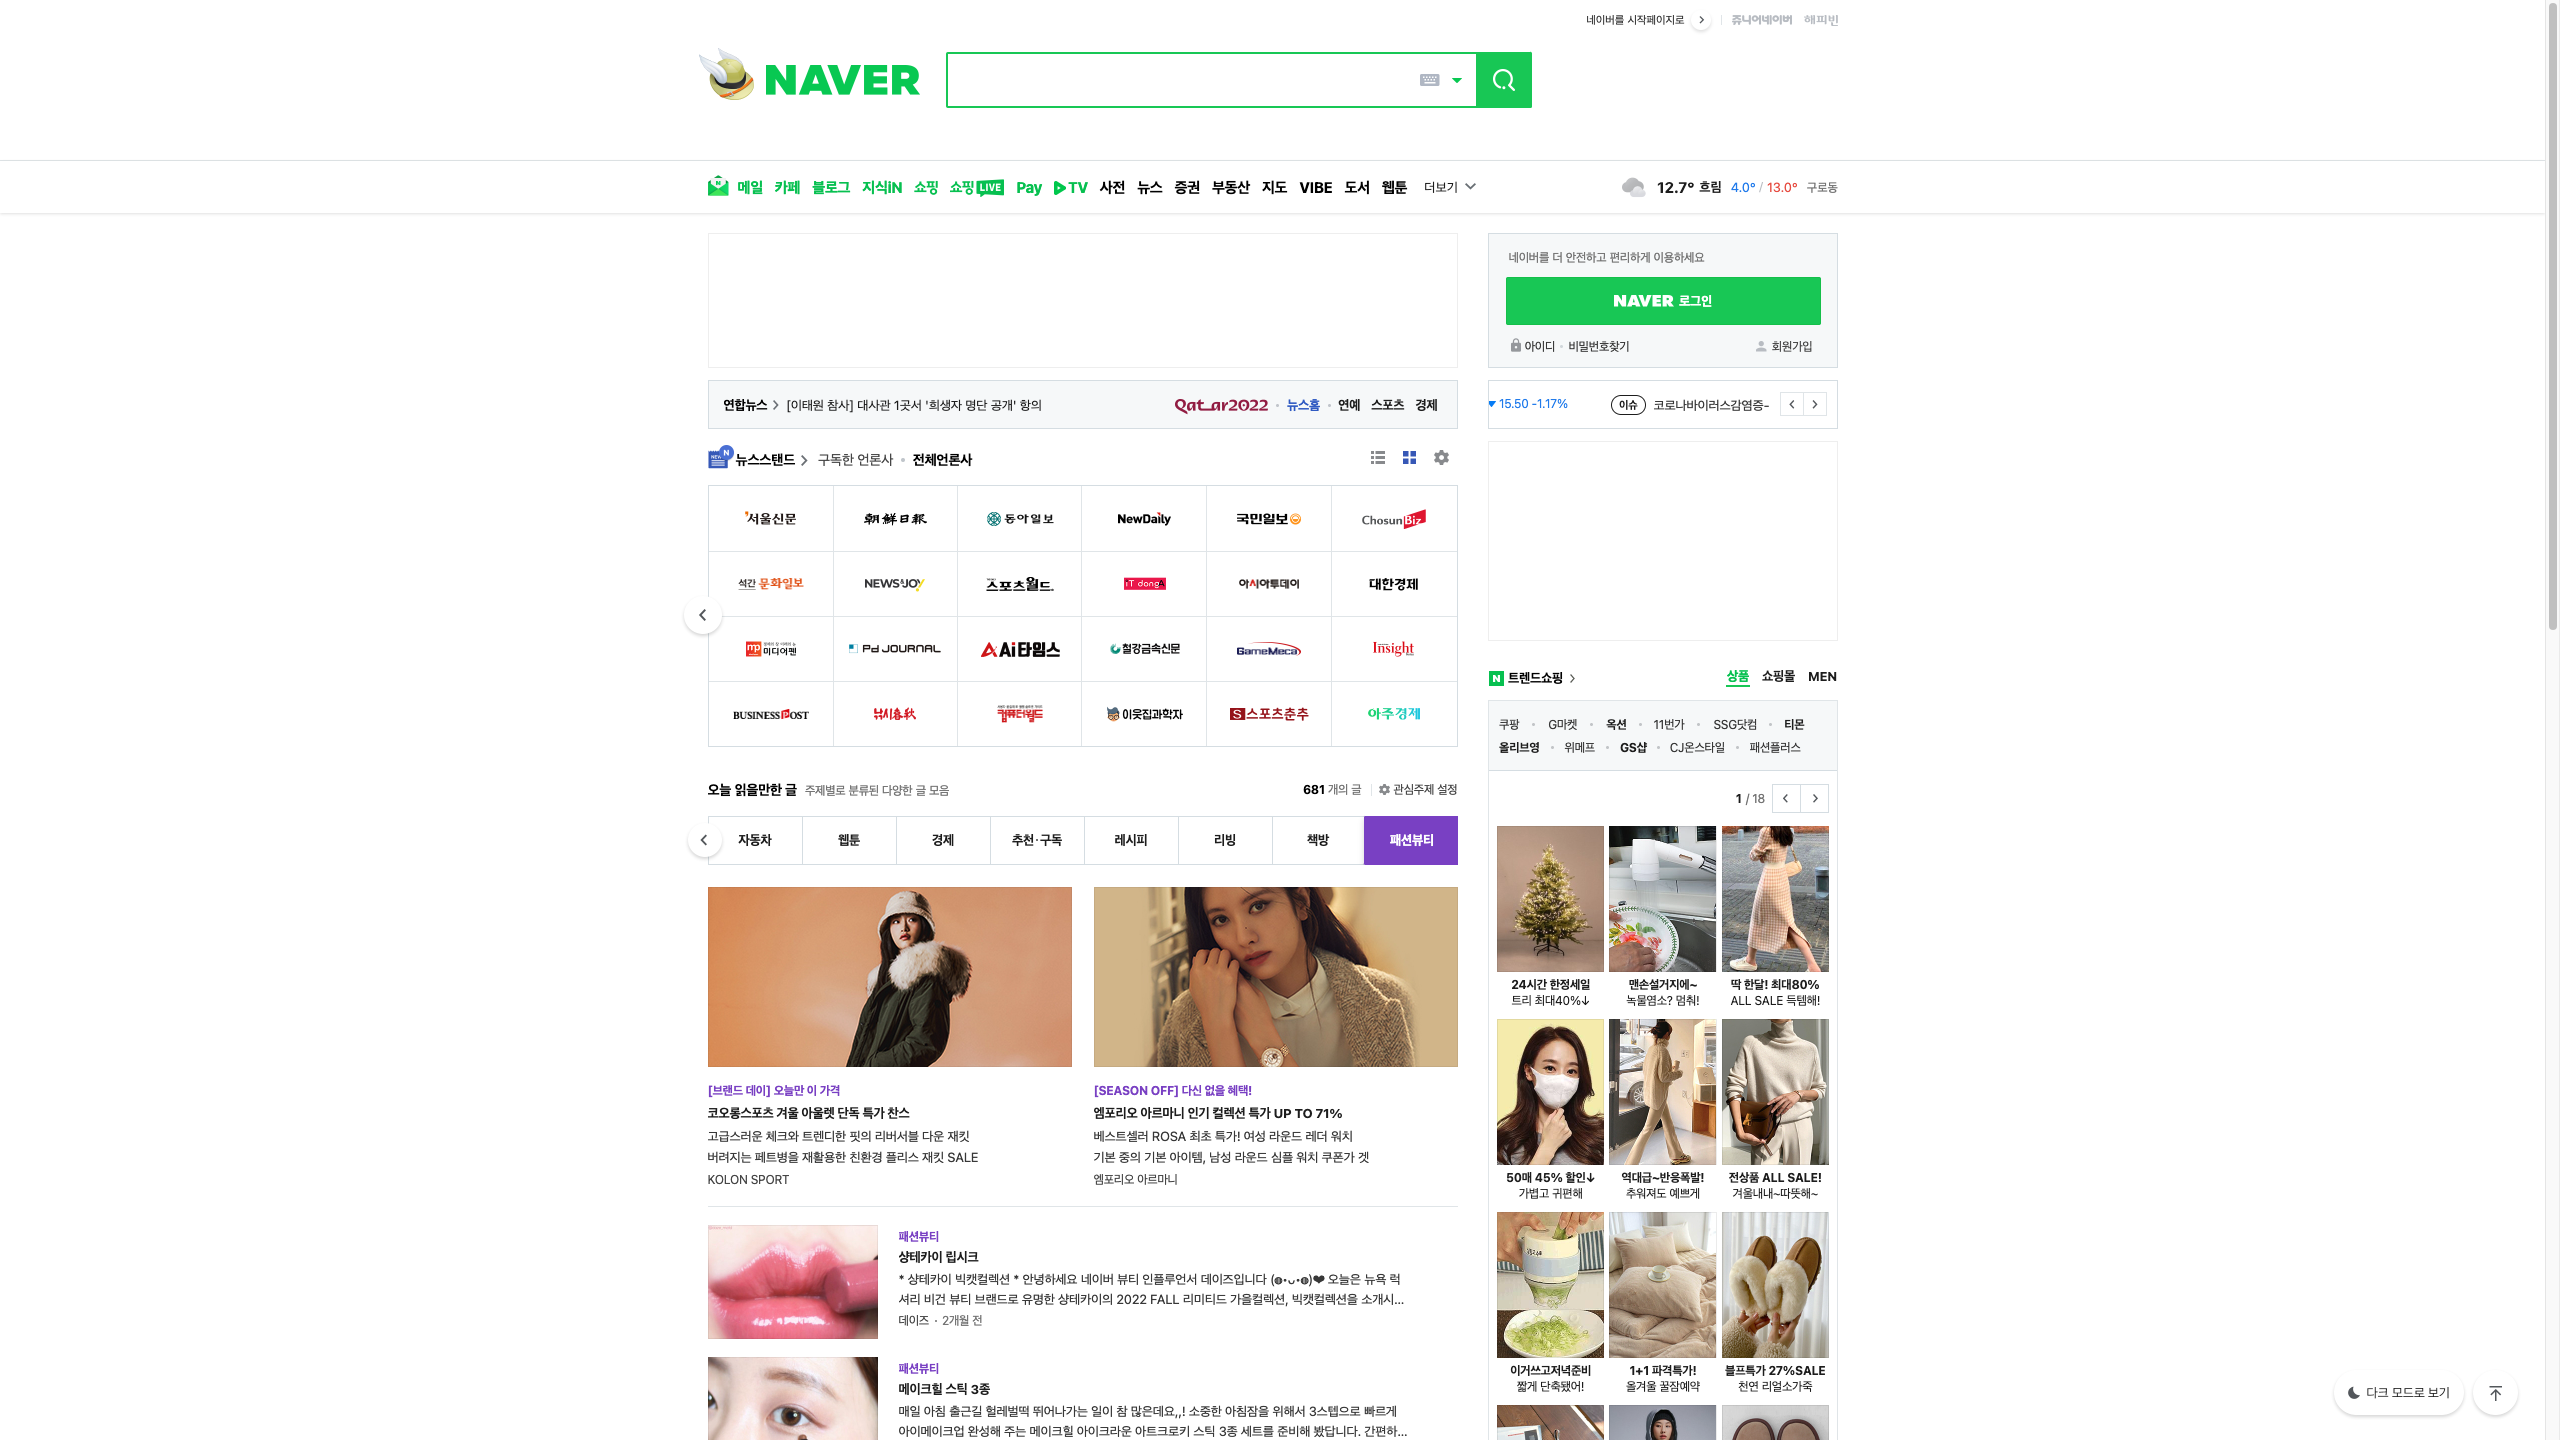 네이버를 시작페이지로
쥬니어네이버 해피빈
NAVER
메일 카페 블로그 지식iN 쇼핑 쇼핑LIVE Pay TV 사전 뉴스 증권 부동산 지도 VIBE 도서 웹툰 더보기
12.7° 흐림 4.0° / 13.0° 구로동
네이버를 더 안전하고 편리하게 이용하세요
NAVER 로그인
아이디 · 비밀번호찾기 회원가입
연합뉴스 [이태원 참사] 대사관 1곳서 '희생자 명단 공개' 항의
Qatar2022 · 뉴스홈 · 연예 스포츠 경제
15.50 -1.17% 이슈 코로나바이러스감염증-
뉴스스탠드 구독한 언론사 · 전체언론사
서울신문 朝鮮日報 동아일보 NewDaily 국민일보 ChosunBiz
석간 문화일보 NEWS&JOY 스포츠월드 IT dongA 아시아투데이 대한경제
mp 미디어펜 Pd JOURNAL Ai타임스 철강금속신문 GameMeca Insight
BUSINESSPOST 낚시春秋 컴퓨터월드 이웃집과학자 S스포츠춘추 아주경제
트렌드쇼핑 상품 쇼핑몰 MEN
쿠팡 · G마켓 · 옥션 · 11번가 · SSG닷컴 · 티몬
올리브영 · 위메프 · GS샵 · CJ온스타일 · 패션플러스
1 / 18
오늘 읽을만한 글 주제별로 분류된 다양한 글 모음
681 개의 글 관심주제 설정
자동차 웹툰 경제 추천·구독 레시피 리빙 책방 패션뷰티
[브랜드 데이] 오늘만 이 가격
코오롱스포츠 겨울 아울렛 단독 특가 찬스
고급스러운 체크와 트렌디한 핏의 리버서블 다운 재킷
버려지는 페트병을 재활용한 친환경 플리스 재킷 SALE
KOLON SPORT
[SEASON OFF] 다신 없을 혜택!
엠포리오 아르마니 인기 컬렉션 특가 UP TO 71%
베스트셀러 ROSA 최초 특가! 여성 라운드 레더 워치
기본 중의 기본 아이템, 남성 라운드 심플 워치 쿠폰가 겟
엠포리오 아르마니
패션뷰티
샹테카이 립시크
* 샹테카이 빅캣컬렉션 * 안녕하세요 네이버 뷰티 인플루언서 데이즈입니다 (◍•ᴗ•◍)❤ 오늘은 뉴욕 럭
셔리 비건 뷰티 브랜드로 유명한 샹테카이의 2022 FALL 리미티드 가을컬렉션, 빅캣컬렉션을 소개시...
데이즈 · 2개월 전
패션뷰티
메이크힐 스틱 3종
매일 아침 출근길 헐레벌떡 뛰어나가는 일이 참 많은데요,,! 소중한 아침잠을 위해서 3스텝으로 빠르게
아이메이크업 완성해 주는 메이크힐 아이크라운 아트크로키 스틱 3종 세트를 준비해 봤답니다. 간편하...
24시간 한정세일
트리 최대40%↓
맨손설거지에~
녹물염소? 멈춰!
딱 한달! 최대80%
ALL SALE 득템해!
50매 45% 할인↓
가볍고 귀편해
역대급~반응폭발!
추워져도 예쁘게
전상품 ALL SALE!
겨울내내~따뜻해~
이거쓰고저녁준비
짧게 단축됐어!
1+1 파격특가!
올겨울 꿀잠예약
블프특가 27%SALE
천연 리얼소가죽
다크 모드로 보기